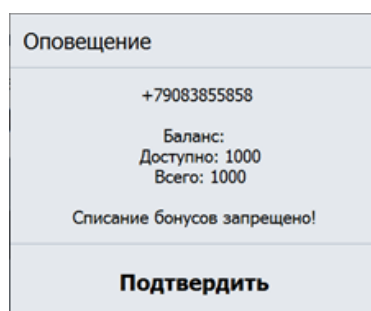 Оповещение
+79083855858
Баланс:
Доступно: 1000
Всего: 1000
Списание бонусов запрещено!
Подтвердить